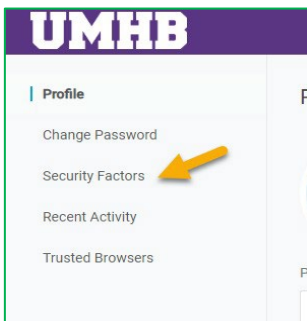 UMHB
Profile
Change Password
Security Factors
Recent Activity
Trusted Browsers